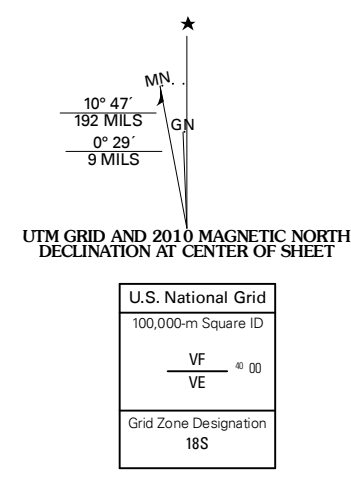 ★
MN
10° 47´
192 MILS
GN
0° 29´
9 MILS
UTM GRID AND 2010 MAGNETIC NORTH
DECLINATION AT CENTER OF SHEET
U.S. National Grid
100,000-m Square ID
VF
40 00
VE
Grid Zone Designation
18S